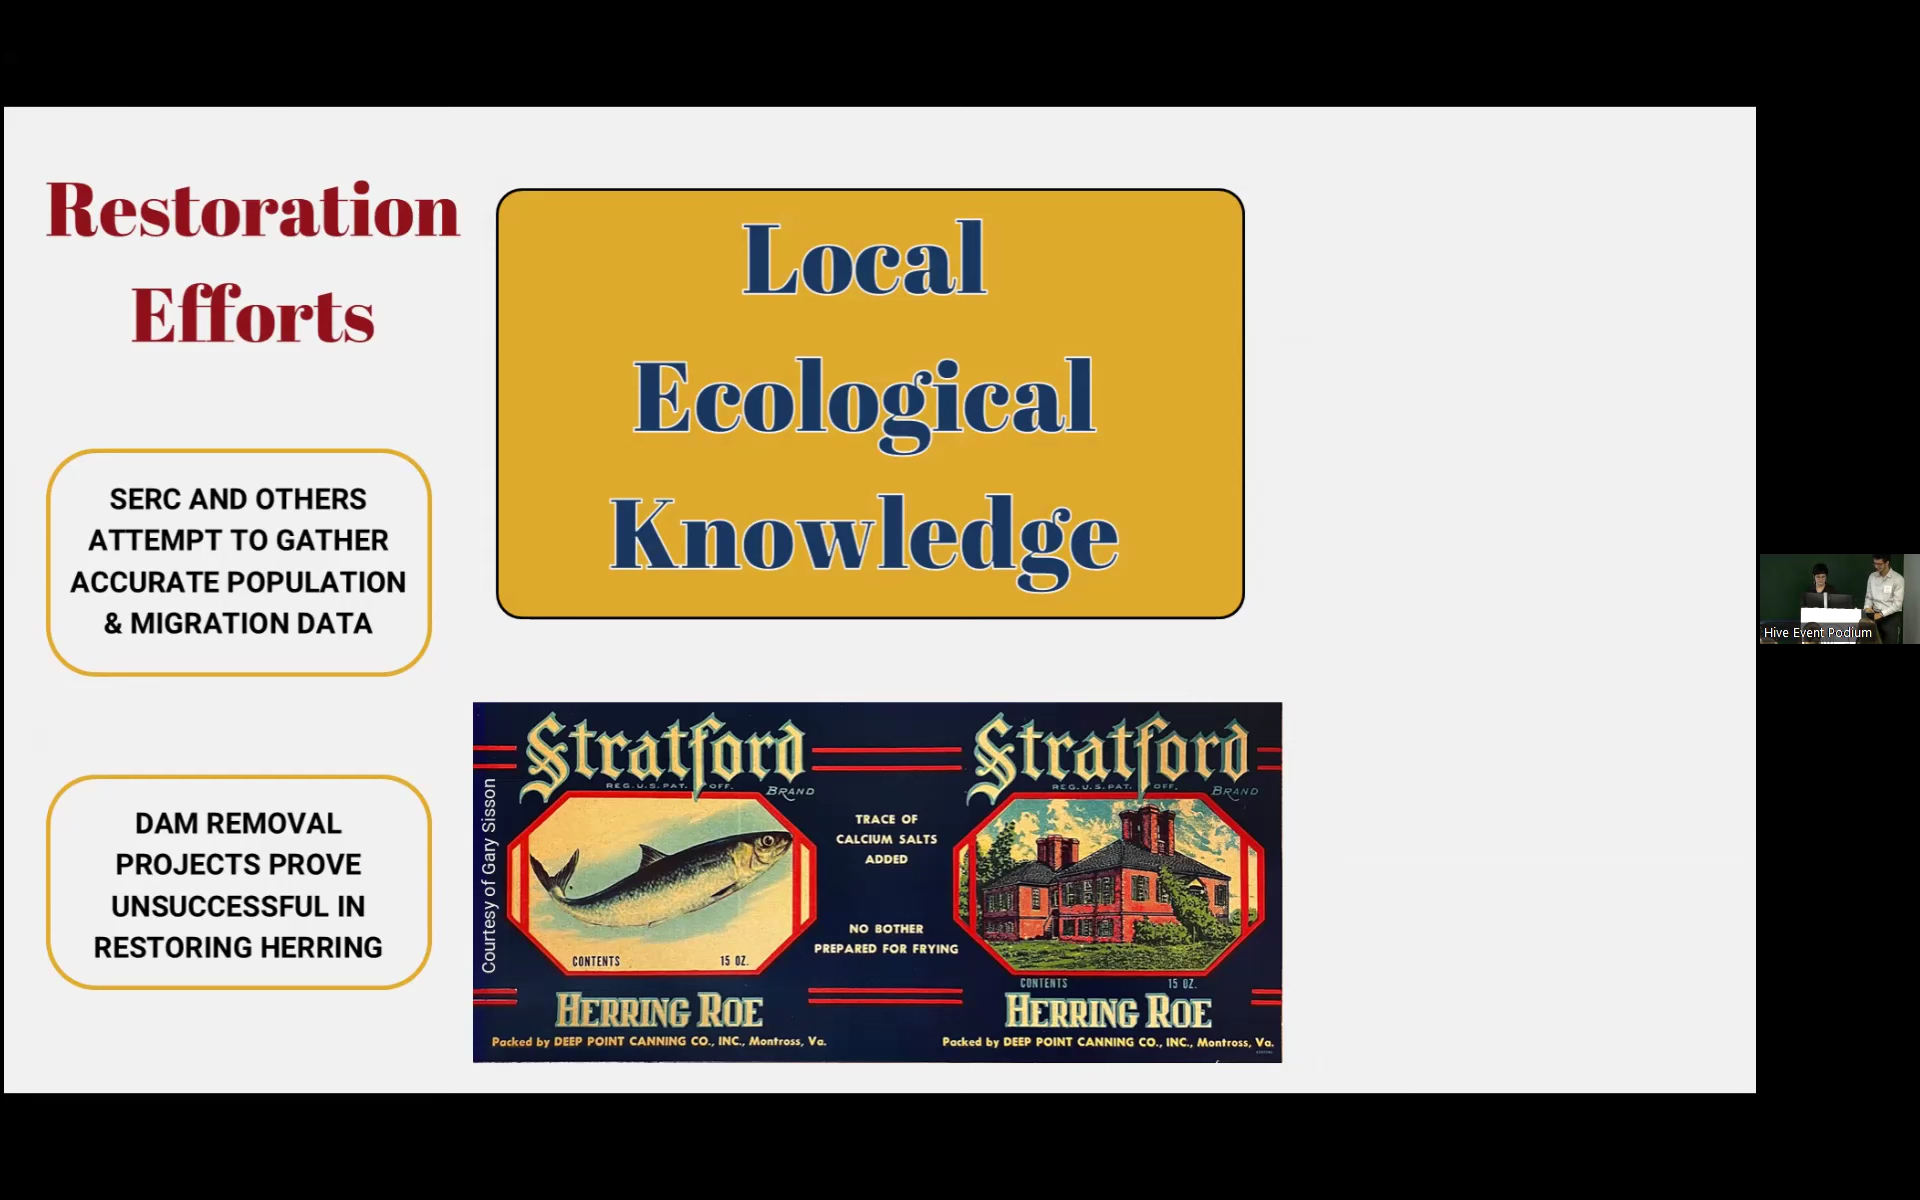 Restoration
Efforts
SERC AND OTHERS
ATTEMPT TO GATHER
ACCURATE POPULATION
& MIGRATION DATA
DAM REMOVAL
PROJECTS PROVE
UNSUCCESSFUL IN
RESTORING HERRING
Local
Ecological
Knowledge
Courtesy of Gary Sisson
Stratford
REG. U.S. PAT. OFF.
BRAND
CONTENTS 15 OZ.
HERRING ROE
Packed by DEEP POINT CANNING CO., INC., Montross, Va.
TRACE OF
CALCIUM SALTS
ADDED
NO BOTHER
PREPARED FOR FRYING
Stratford
REG. U.S. PAT. OFF.
BRAND
CONTENTS 15 OZ.
HERRING ROE
Packed by DEEP POINT CANNING CO., INC., Montross, Va.
Hive Event Podium